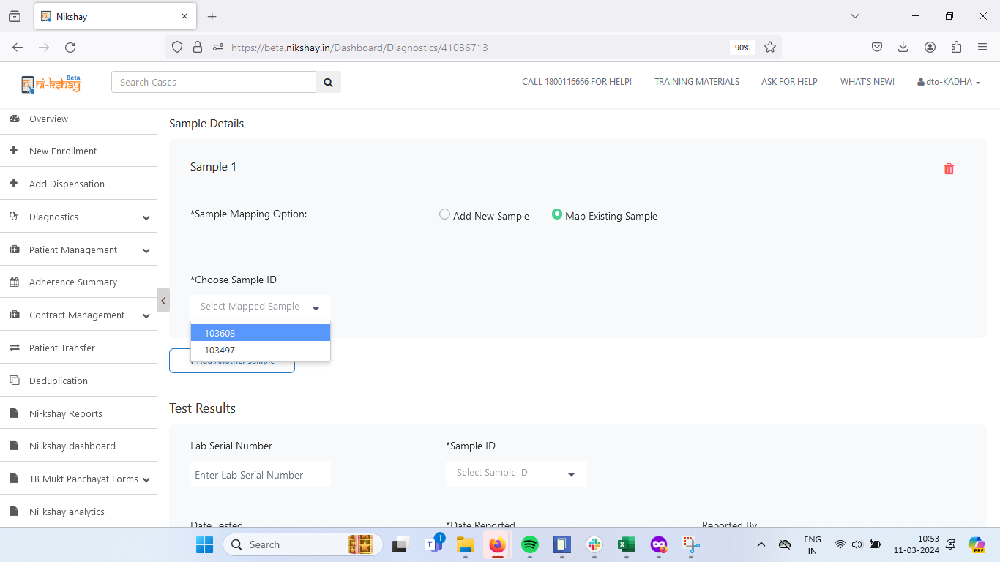 Nikshay
https://beta.nikshay.in/Dashboard/Diagnostics/41036713
90%
ni-kshay
Beta
Search Cases
CALL 1800116666 FOR HELP!
TRAINING MATERIALS
ASK FOR HELP
WHAT'S NEW!
dto-KADHA
Overview
New Enrollment
Add Dispensation
Diagnostics
Patient Management
Adherence Summary
Contract Management
Patient Transfer
Deduplication
Ni-kshay Reports
Ni-kshay dashboard
TB Mukt Panchayat Forms
Ni-kshay analytics
Sample Details
Sample 1
*Sample Mapping Option:
Add New Sample
Map Existing Sample
*Choose Sample ID
Select Mapped Sample
103608
103497
+ Add Another Sample
Test Results
Lab Serial Number
*Sample ID
Enter Lab Serial Number
Select Sample ID
Date Tested
*Date Reported
Reported By
Search
1
ENG
IN
10:53
11-03-2024
PRE